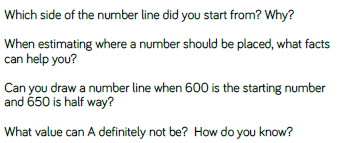 Which side of the number line did you start from? Why?
When estimating where a number should be placed, what facts
can help you?
Can you draw a number line when 600 is the starting number
and 650 is half way?
What value can A definitely not be? How do you know?